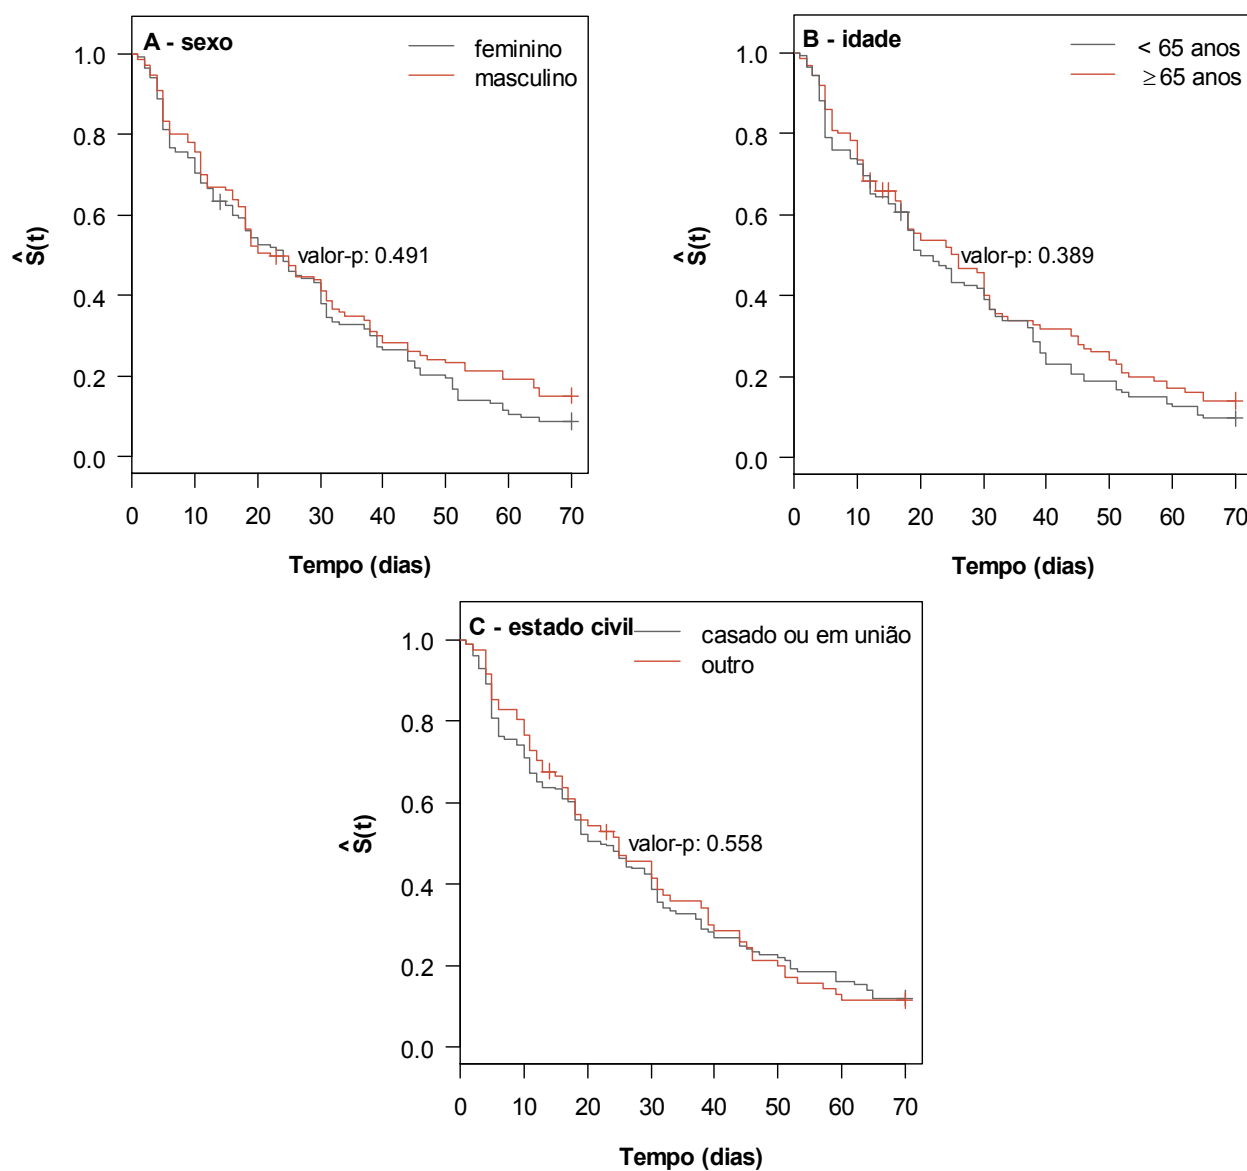 A - sexo
feminino
masculino
1.0
0.8
0.6
0.4
0.2
0.0
Ŝ(t)
valor-p: 0.491
0 10 20 30 40 50 60 70
Tempo (dias)
B - idade
< 65 anos
≥ 65 anos
1.0
0.8
0.6
0.4
0.2
0.0
Ŝ(t)
valor-p: 0.389
0 10 20 30 40 50 60 70
Tempo (dias)
C - estado civil
casado ou em união
outro
1.0
0.8
0.6
0.4
0.2
0.0
Ŝ(t)
valor-p: 0.558
0 10 20 30 40 50 60 70
Tempo (dias)